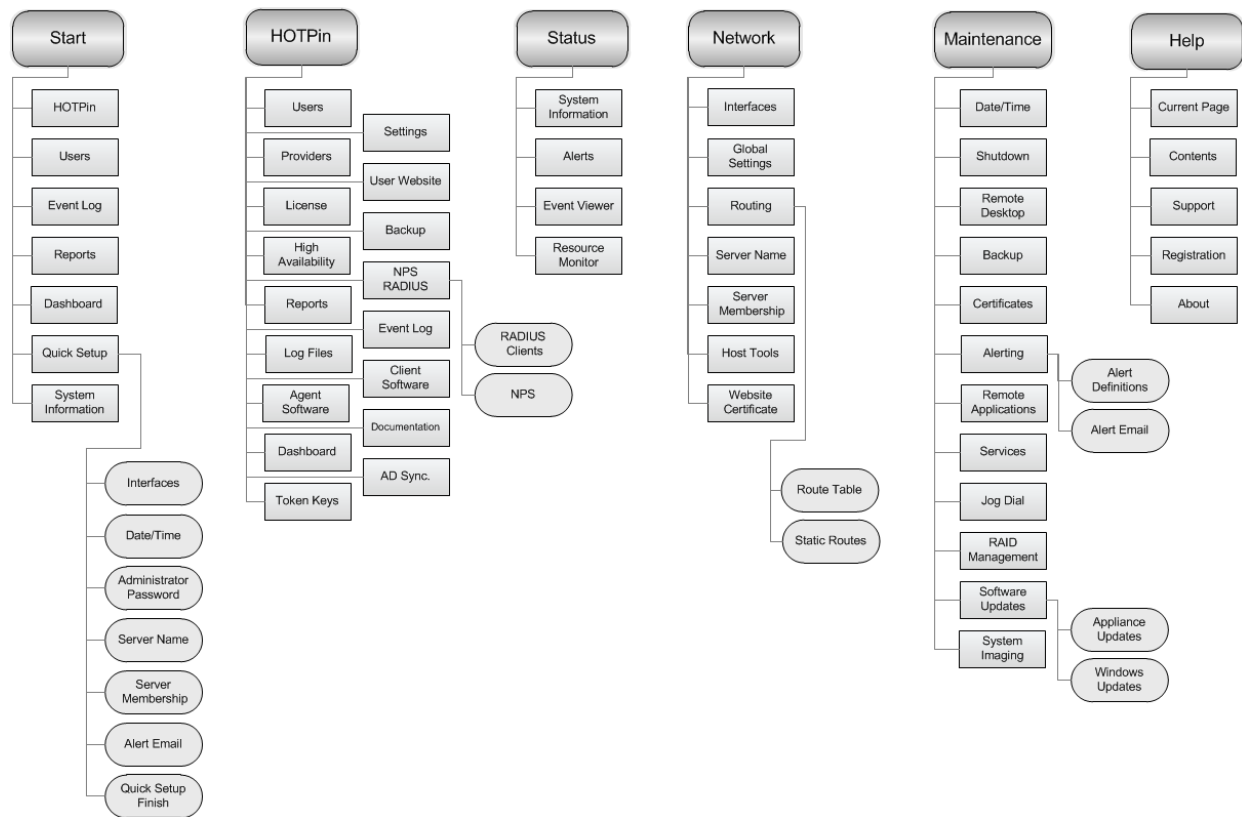 Start
HOTPin
Users
Event Log
Reports
Dashboard
Quick Setup
System
Information
Interfaces
Date/Time
Administrator
Password
Server Name
Server
Membership
Alert Email
Quick Setup
Finish
HOTPin
Users
Settings
Providers
User Website
License
Backup
High
Availability
NPS
RADIUS
Reports
Event Log
Log Files
Client
Software
Agent
Software
Documentation
Dashboard
AD Sync.
Token Keys
RADIUS
Clients
NPS
Status
System
Information
Alerts
Event Viewer
Resource
Monitor
Network
Interfaces
Global
Settings
Routing
Server Name
Server
Membership
Host Tools
Website
Certificate
Route Table
Static Routes
Maintenance
Date/Time
Shutdown
Remote
Desktop
Backup
Certificates
Alerting
Alert
Definitions
Alert Email
Remote
Applications
Services
Jog Dial
RAID
Management
Software
Updates
Appliance
Updates
Windows
Updates
System
Imaging
Help
Current Page
Contents
Support
Registration
About